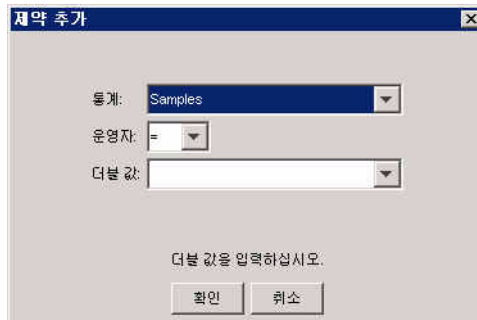 제약 추가
통계: Samples
운영자: =
더블 값:
더블 값을 입력하십시오.
확인 취소